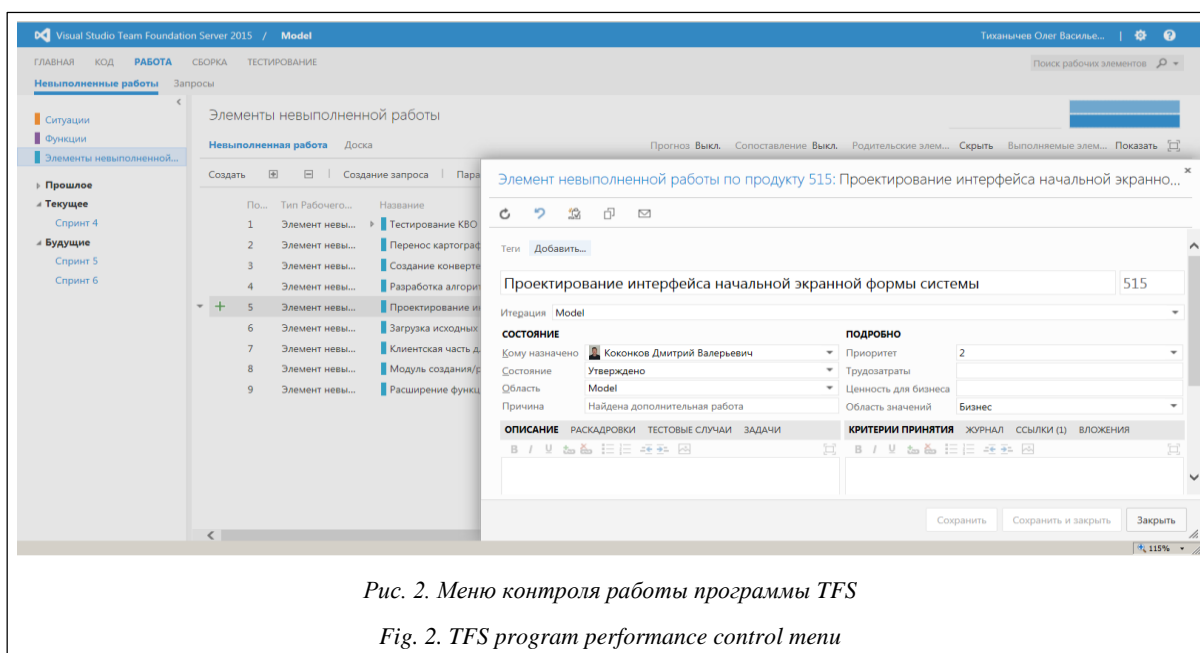 Visual Studio Team Foundation Server 2015 / Model Тиханычев Олег Василье... |
ГЛАВНАЯ КОД РАБОТА СБОРКА ТЕСТИРОВАНИЕ Поиск рабочих элементов
Невыполненные работы Запросы
Ситуации
Функции
Элементы невыполненной...
Прошлое
Текущее
Спринт 4
Будущие
Спринт 5
Спринт 6
Элементы невыполненной работы
Невыполненная работа Доска Прогноз Выкл. Сопоставление Выкл. Родительские элем... Скрыть Выполняемые элем... Показать
Создать Создание запроса Пара
По... Тип Рабочего... Название
1 Элемент невы... Тестирование КВО
2 Элемент невы... Перенос картограф
3 Элемент невы... Создание конверте
4 Элемент невы... Разработка алгори
5 Элемент невы... Проектирование и
6 Элемент невы... Загрузка исходных
7 Элемент невы... Клиентская часть д
8 Элемент невы... Модуль создания/р
9 Элемент невы... Расширение функц
Элемент невыполненной работы по продукту 515: Проектирование интерфейса начальной экранно...
Теги Добавить...
Проектирование интерфейса начальной экранной формы системы 515
Итерация Model
СОСТОЯНИЕ ПОДРОБНО
Кому назначено Коконков Дмитрий Валерьевич Приоритет 2
Состояние Утверждено Трудозатраты
Область Model Ценность для бизнеса
Причина Найдена дополнительная работа Область значений Бизнес
ОПИСАНИЕ РАСКАДРОВКИ ТЕСТОВЫЕ СЛУЧАИ ЗАДАЧИ КРИТЕРИИ ПРИНЯТИЯ ЖУРНАЛ ССЫЛКИ (1) ВЛОЖЕНИЯ
B I U B I U
Сохранить Сохранить и закрыть Закрыть
115%
Рис. 2. Меню контроля работы программы TFS
Fig. 2. TFS program performance control menu